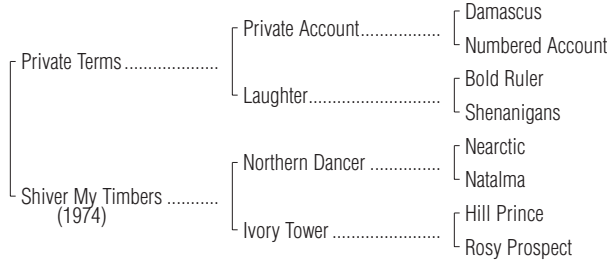 Damascus
Private Account....................
Numbered Account
Private Terms ....................
Bold Ruler
Laughter............................
Shenanigans
Nearctic
Northern Dancer ...............
Natalma
Shiver My Timbers ...........
(1974)
Hill Prince
Ivory Tower .......................
Rosy Prospect